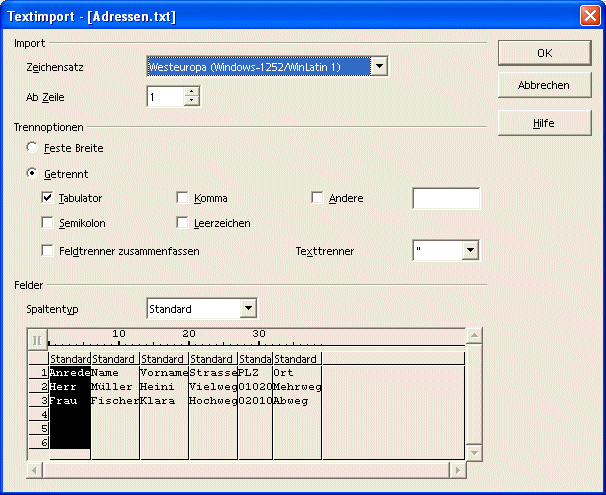 Textimport - [Adressen.txt]
Import
OK
Zeichensatz Westeuropa (Windows-1252/WinLatin 1)
Abbrechen
Ab Zeile 1
Hilfe
Trennoptionen
Feste Breite
Getrennt
Tabulator Komma Andere
Semikolon Leerzeichen
Feldtrenner zusammenfassen Texttrenner "
Felder
Spaltentyp Standard
10 20 30
Standard Standard Standard Standard Standa Standard
1 Anrede Name Vorname Strasse PLZ Ort
2 Herr Müller Heini Vielweg 01020 Mehrweg
3 Frau Fischer Klara Hochweg 02010 Abweg
4
5
6